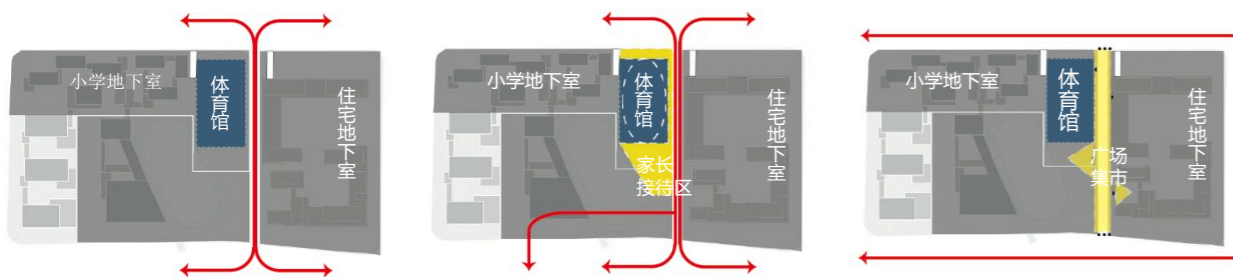 小学地下室
体育馆
住宅地下室
小学地下室
体育馆
家长
接待区
住宅地下室
小学地下室
体育馆
广场
集市
住宅地下室